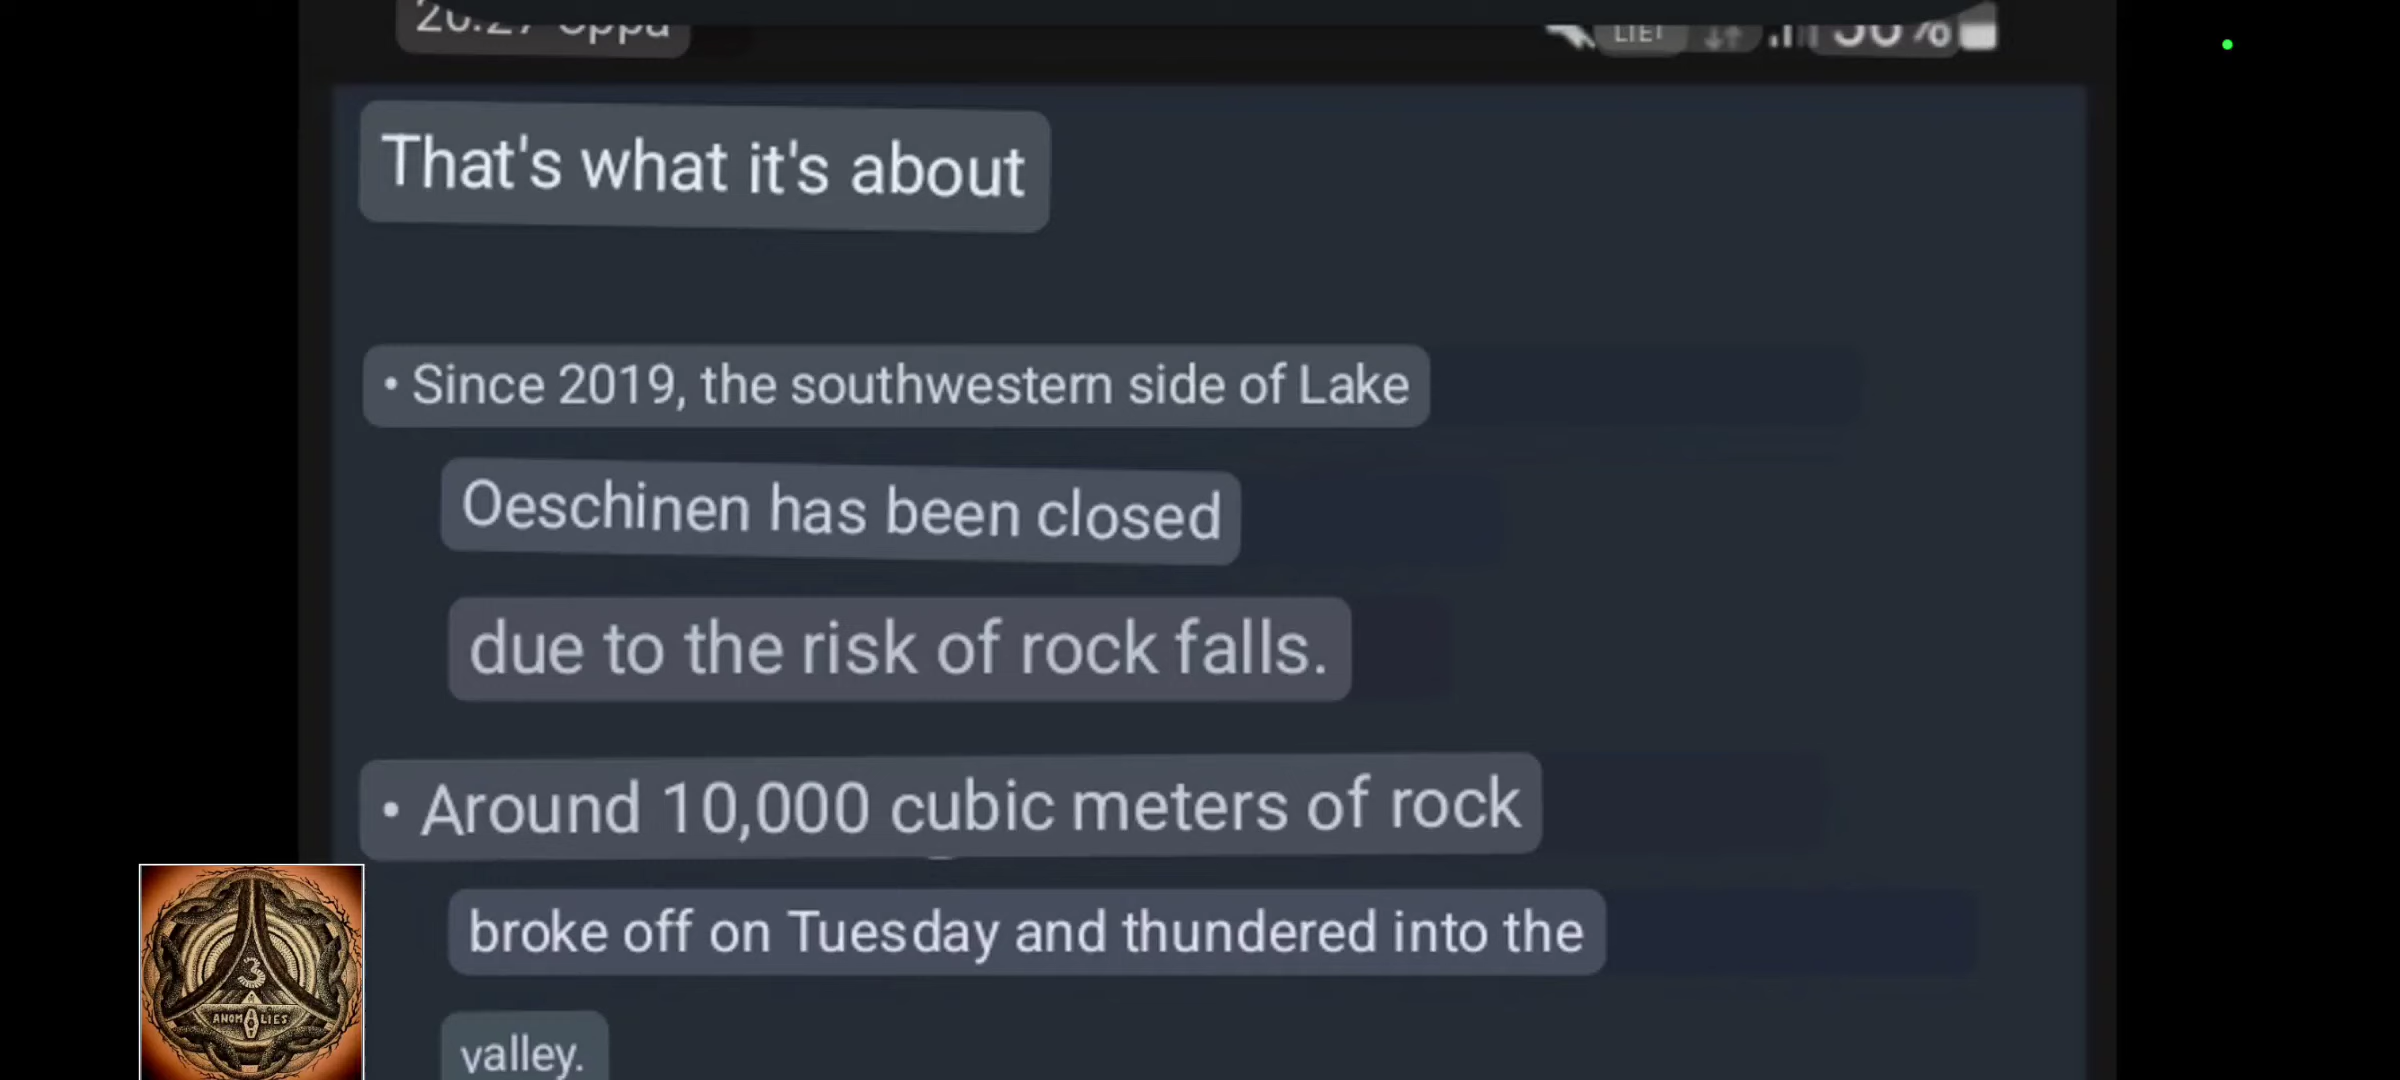 That's what it's about
• Since 2019, the southwestern side of Lake
Oeschinen has been closed
due to the risk of rock falls.
• Around 10,000 cubic meters of rock
broke off on Tuesday and thundered into the
valley.
3
ANOMALIES